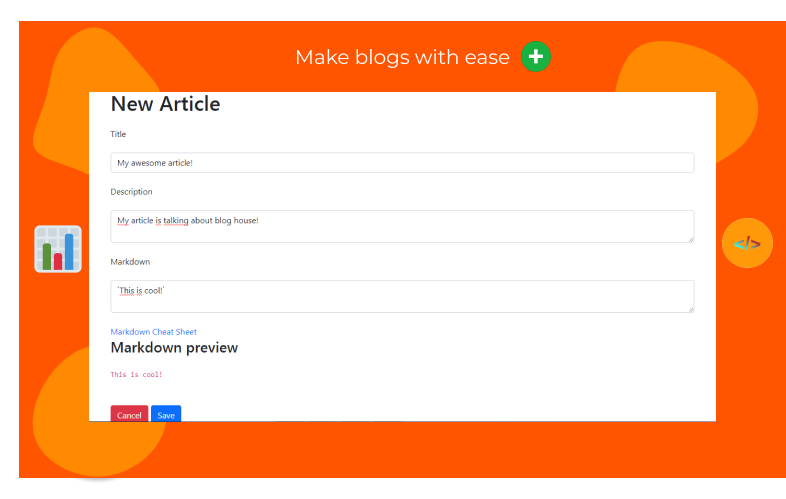 Make blogs with ease
New Article
Title
My awesome article!
Description
My article is talking about blog house!
Markdown
`This is cool!`
Markdown Cheat Sheet
Markdown preview
This is cool!
Cancel Save
</>